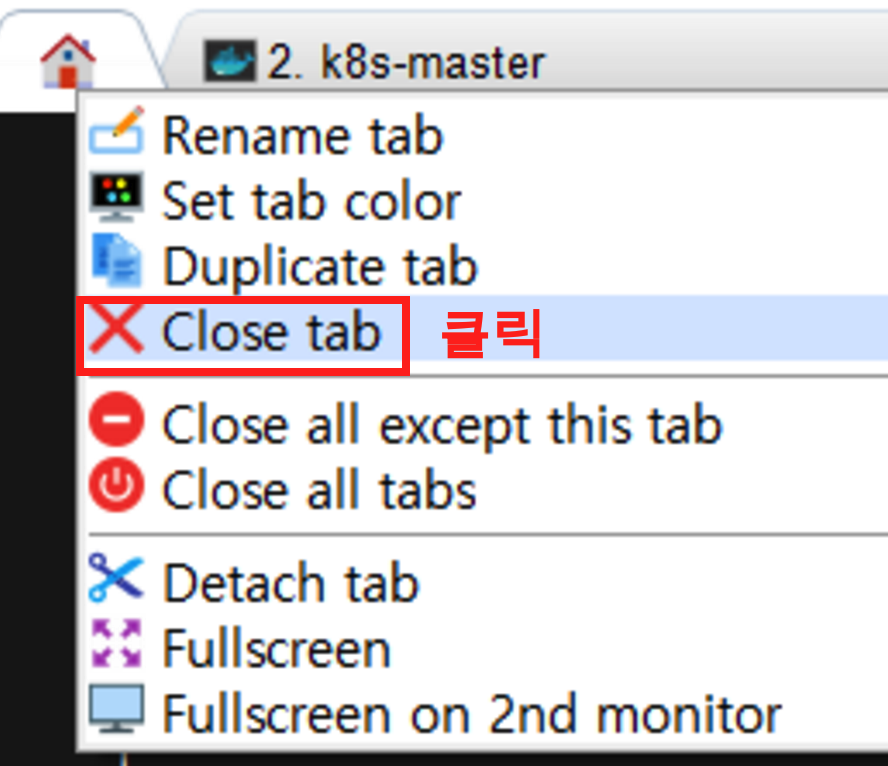 2. k8s-master
Rename tab
Set tab color
Duplicate tab
Close tab 클릭
Close all except this tab
Close all tabs
Detach tab
Fullscreen
Fullscreen on 2nd monitor